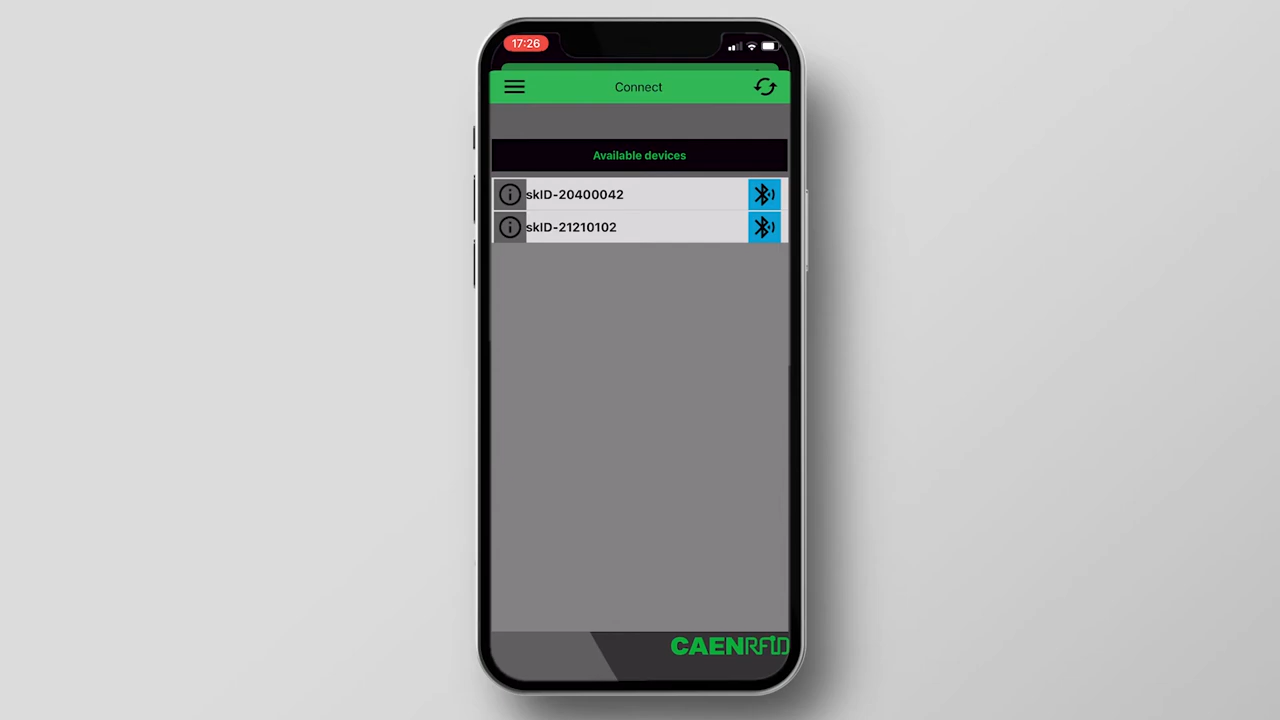 17:26
Connect
Available devices
skID-20400042
skID-21210102
CAENRFID